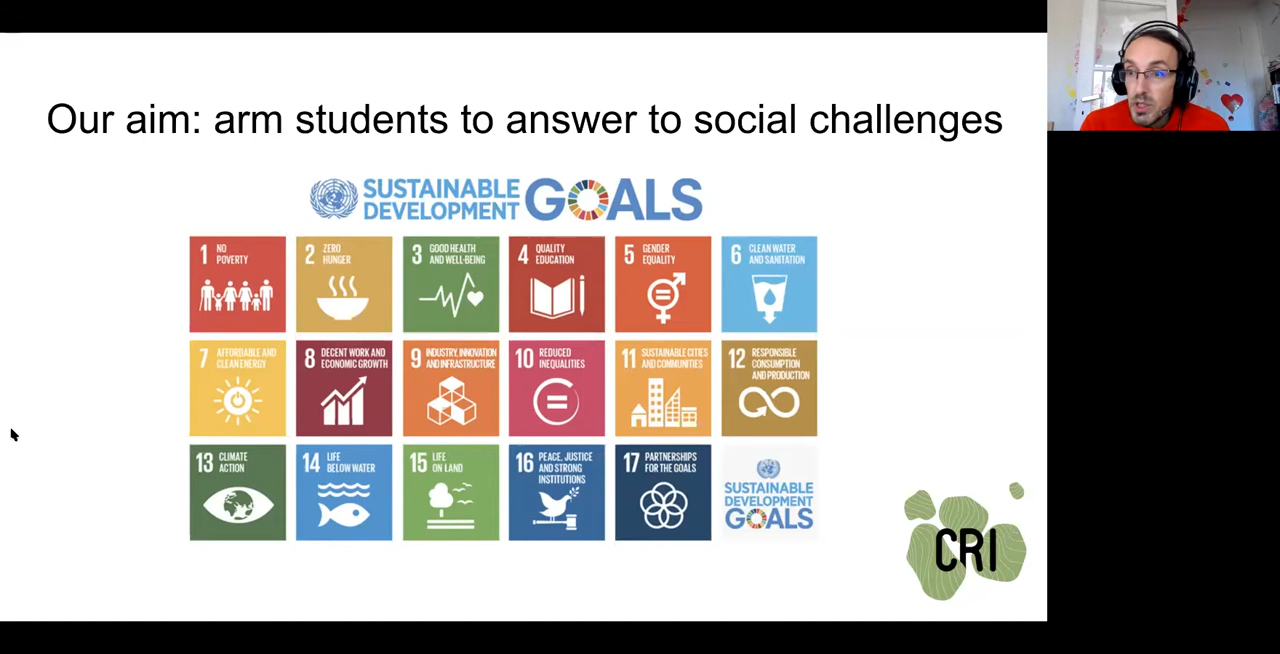 Our aim: arm students to answer to social challenges
SUSTAINABLE
DEVELOPMENT
GOALS
1 NO
POVERTY
2 ZERO
HUNGER
3 GOOD HEALTH
AND WELL-BEING
4 QUALITY
EDUCATION
5 GENDER
EQUALITY
6 CLEAN WATER
AND SANITATION
7 AFFORDABLE AND
CLEAN ENERGY
8 DECENT WORK AND
ECONOMIC GROWTH
9 INDUSTRY, INNOVATION
AND INFRASTRUCTURE
10 REDUCED
INEQUALITIES
11 SUSTAINABLE CITIES
AND COMMUNITIES
12 RESPONSIBLE
CONSUMPTION
AND PRODUCTION
13 CLIMATE
ACTION
14 LIFE
BELOW WATER
15 LIFE
ON LAND
16 PEACE, JUSTICE
AND STRONG
INSTITUTIONS
17 PARTNERSHIPS
FOR THE GOALS
SUSTAINABLE
DEVELOPMENT
GOALS
CRI